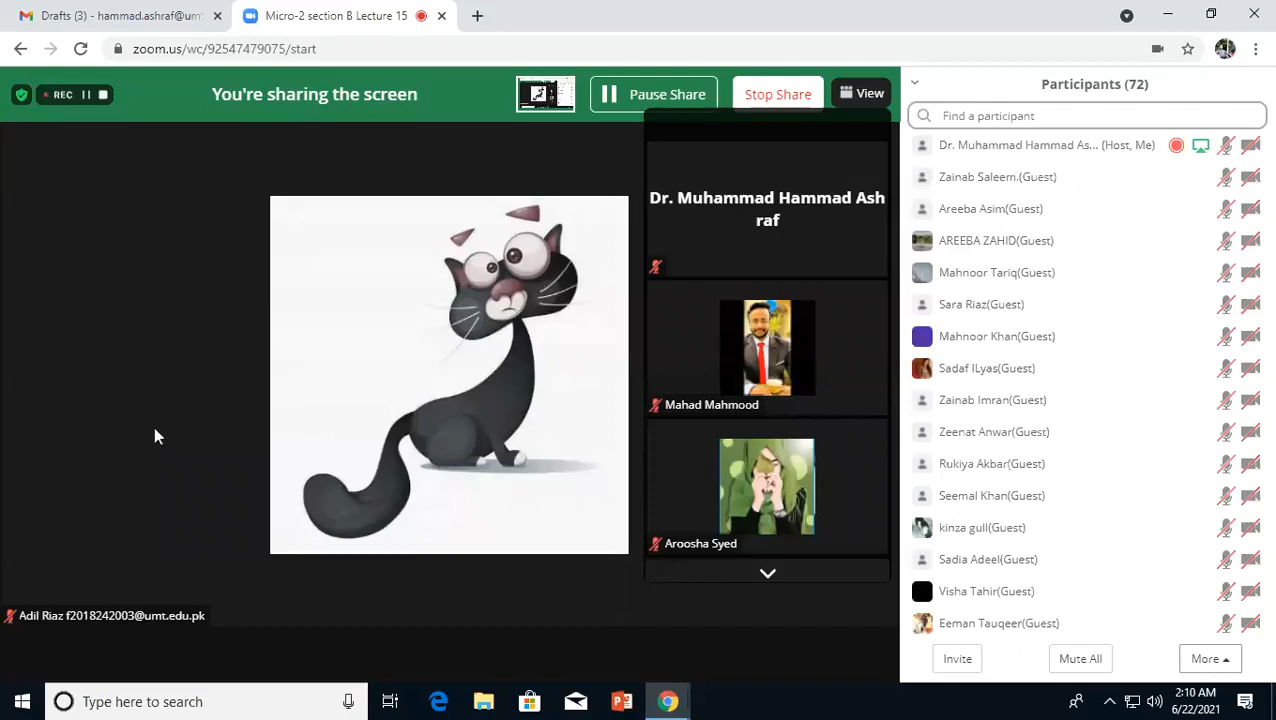 Drafts (3) - hammad.ashraf@um
Micro-2 section B Lecture 15
zoom.us/wc/92547479075/start
REC
You're sharing the screen
Pause Share
Stop Share
View
Dr. Muhammad Hammad Ash
raf
Mahad Mahmood
Aroosha Syed
Adil Riaz f2018242003@umt.edu.pk
Participants (72)
Find a participant
Dr. Muhammad Hammad As... (Host, Me)
Zainab Saleem.(Guest)
Areeba Asim(Guest)
AREEBA ZAHID(Guest)
Mahnoor Tariq(Guest)
Sara Riaz(Guest)
Mahnoor Khan(Guest)
Sadaf ILyas(Guest)
Zainab Imran(Guest)
Zeenat Anwar(Guest)
Rukiya Akbar(Guest)
Seemal Khan(Guest)
kinza gull(Guest)
Sadia Adeel(Guest)
Visha Tahir(Guest)
Eeman Tauqeer(Guest)
Invite
Mute All
More
Type here to search
2:10 AM
6/22/2021